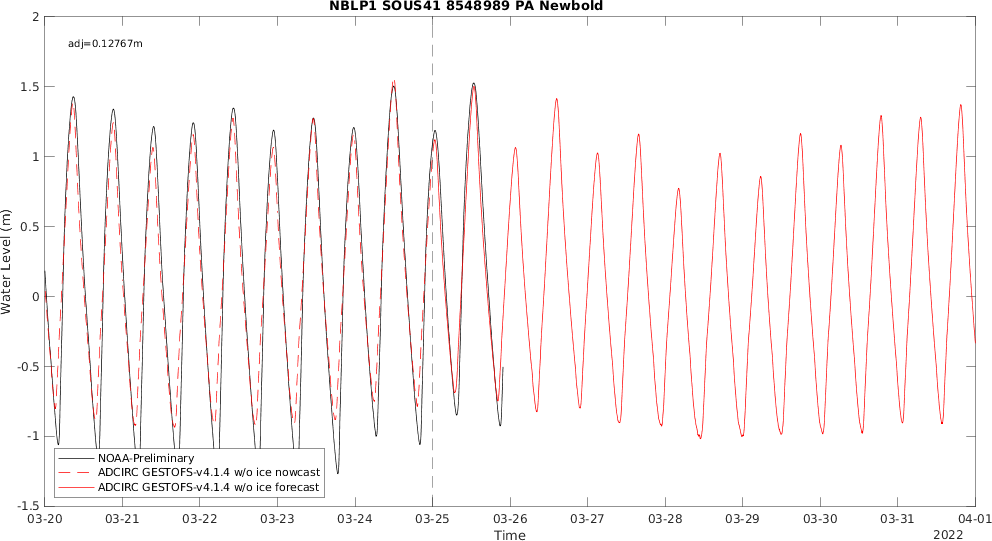 NBLP1 SOUS41 8548989 PA Newbold
adj=0.12767m
Water Level (m)
2
1.5
1
0.5
0
-0.5
-1
-1.5
NOAA-Preliminary
ADCIRC GESTOFS-v4.1.4 w/o ice nowcast
ADCIRC GESTOFS-v4.1.4 w/o ice forecast
03-20 03-21 03-22 03-23 03-24 03-25 03-26 03-27 03-28 03-29 03-30 03-31 04-01
Time
2022